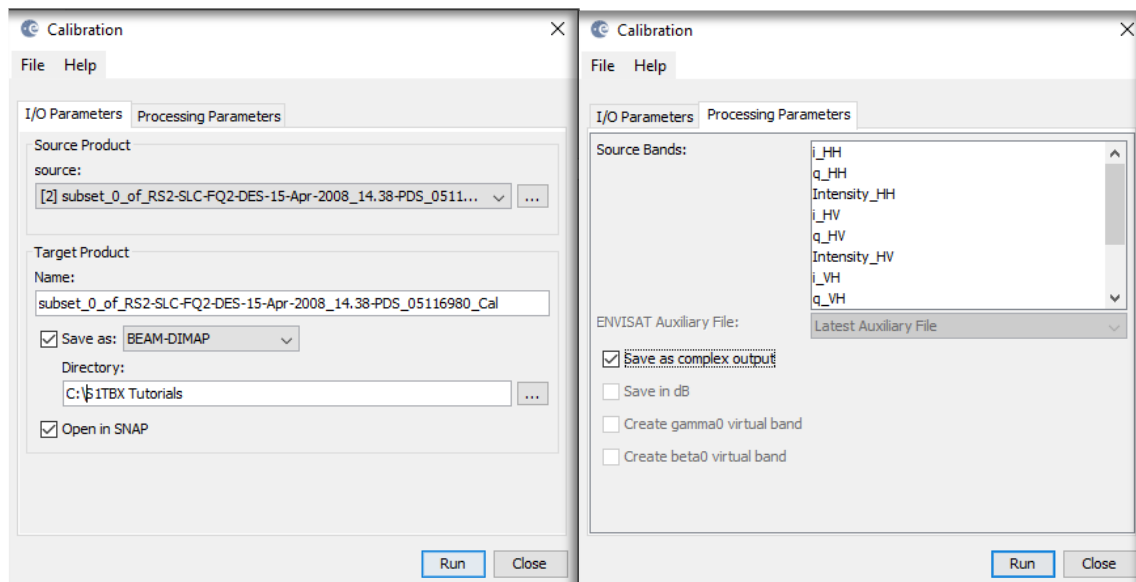 Calibration
File Help
I/O Parameters Processing Parameters
Source Product
source:
[2] subset_0_of_RS2-SLC-FQ2-DES-15-Apr-2008_14.38-PDS_0511... ...
Target Product
Name:
subset_0_of_RS2-SLC-FQ2-DES-15-Apr-2008_14.38-PDS_05116980_Cal
Save as: BEAM-DIMAP
Directory:
C:\S1TBX Tutorials ...
Open in SNAP
Run Close
Calibration
File Help
I/O Parameters Processing Parameters
Source Bands:
i_HH
q_HH
Intensity_HH
i_HV
q_HV
Intensity_HV
i_VH
q_VH
ENVISAT Auxiliary File: Latest Auxiliary File
Save as complex output
Save in dB
Create gamma0 virtual band
Create beta0 virtual band
Run Close